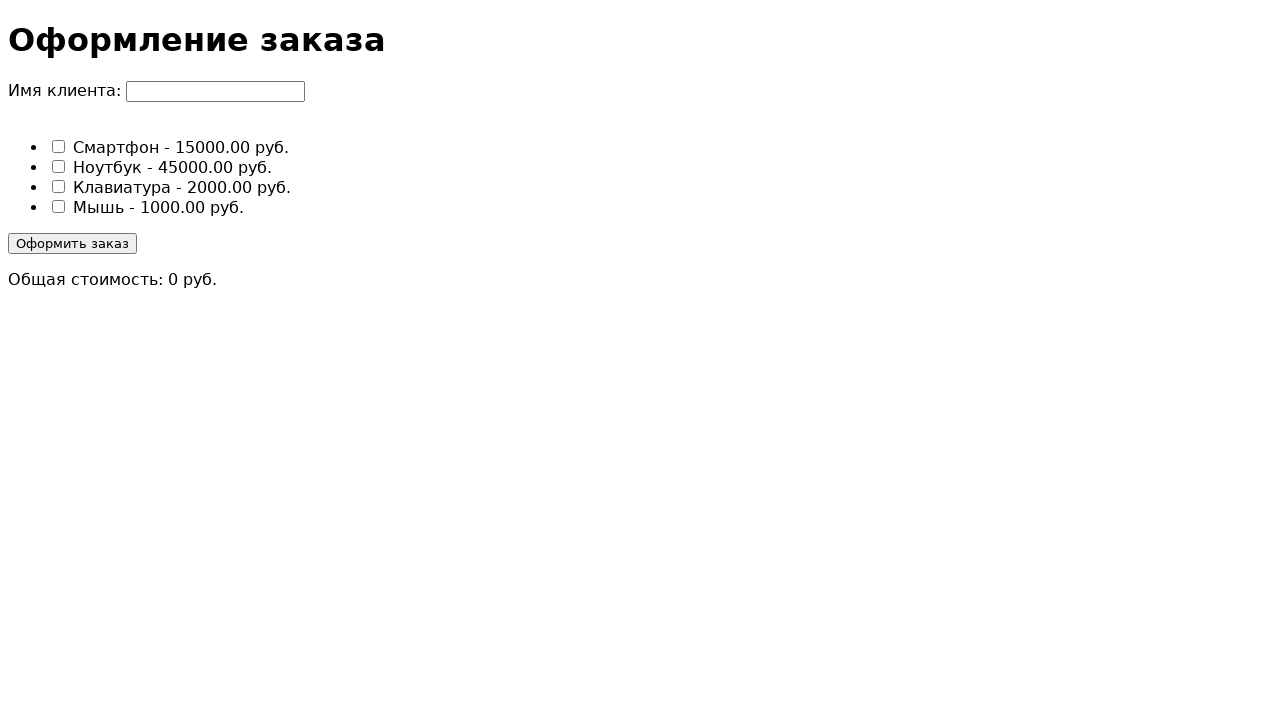 Оформление заказа
Имя клиента:
Смартфон - 15000.00 руб.
Ноутбук - 45000.00 руб.
Клавиатура - 2000.00 руб.
Мышь - 1000.00 руб.
Оформить заказ
Общая стоимость: 0 руб.